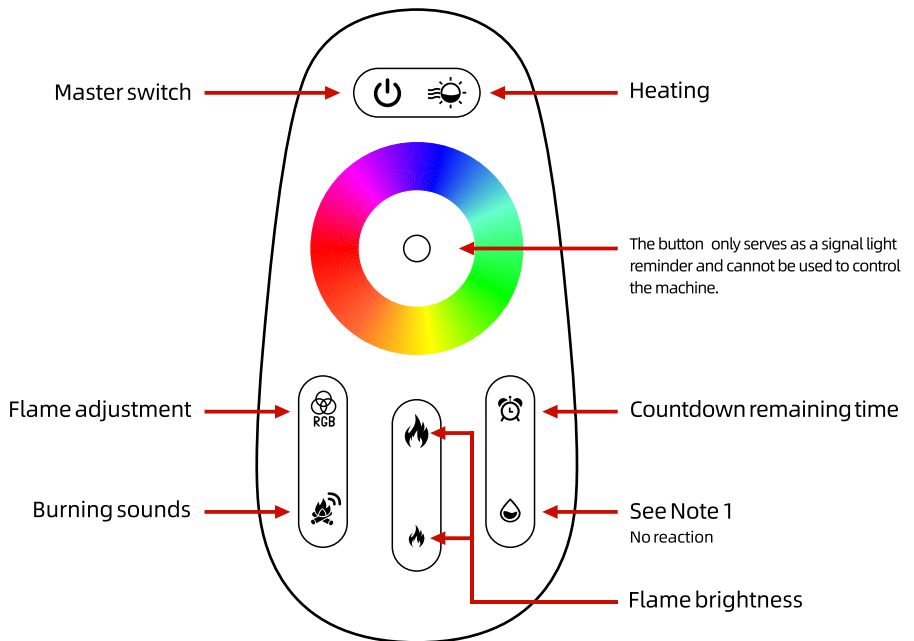 Master switch
Heating
The button only serves as a signal light
reminder and cannot be used to control
the machine.
Flame adjustment
RGB
Countdown remaining time
Burning sounds
See Note 1
No reaction
Flame brightness